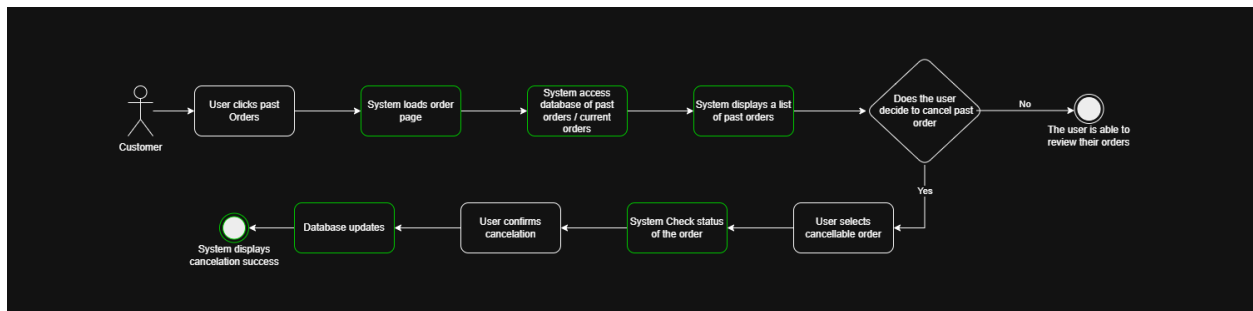 Customer
User clicks past
Orders
System loads order
page
System access
database of past
orders / current
orders
System displays a list
of past orders
Does the user
decide to cancel past
order
No
The user is able to
review their orders
Yes
User selects
cancellable order
System Check status
of the order
User confirms
cancelation
Database updates
System displays
cancelation success